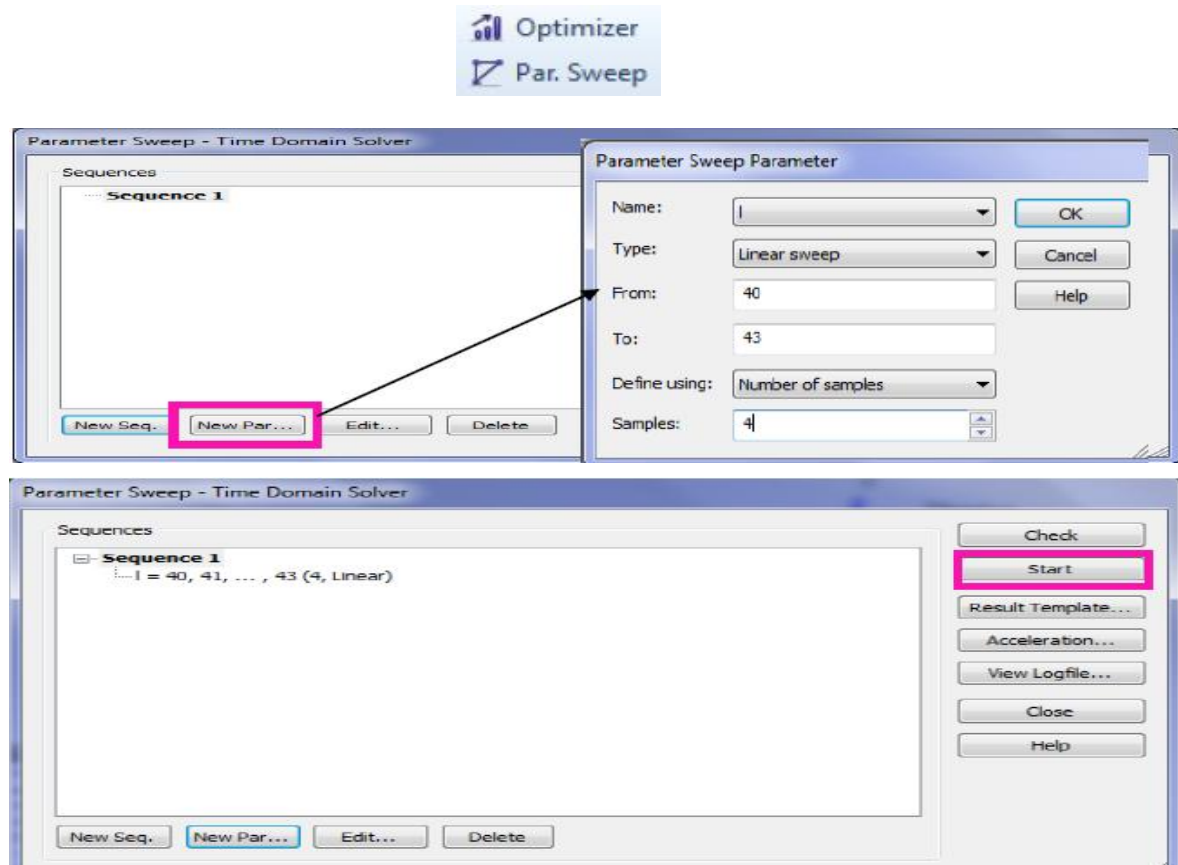 Optimizer
Par. Sweep
Parameter Sweep - Time Domain Solver
Sequences
Sequence 1
New Seq. New Par... Edit... Delete
Parameter Sweep Parameter
Name: l OK
Type: Linear sweep Cancel
From: 40 Help
To: 43
Define using: Number of samples
Samples: 4
Parameter Sweep - Time Domain Solver
Sequences
Sequence 1
l = 40, 41, ... , 43 (4, Linear)
Check
Start
Result Template...
Acceleration...
View Logfile...
Close
Help
New Seq. New Par... Edit... Delete